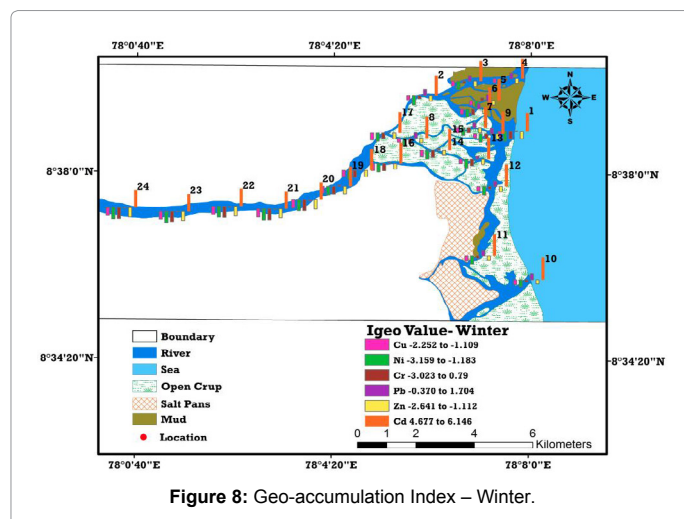 78°0'40"E 78°4'20"E 78°8'0"E
3 4
2 5
N
6
W E
7
S
17 8 9 1
15
13
16 14
18
8°38'0"N 8°38'0"N
19 12
20
24 23 22 21
11
10
Boundary
River
Sea
Open Crup
Salt Pans
Mud
Location
Igeo Value- Winter
Cu -2.252 to -1.109
Ni -3.159 to -1.183
Cr -3.023 to 0.79
Pb -0.370 to 1.704
Zn -2.641 to -1.112
Cd 4.677 to 6.146
8°34'20"N 8°34'20"N
0 1 2 4 6
Kilometers
78°0'40"E 78°4'20"E 78°8'0"E
Figure 8: Geo-accumulation Index – Winter.